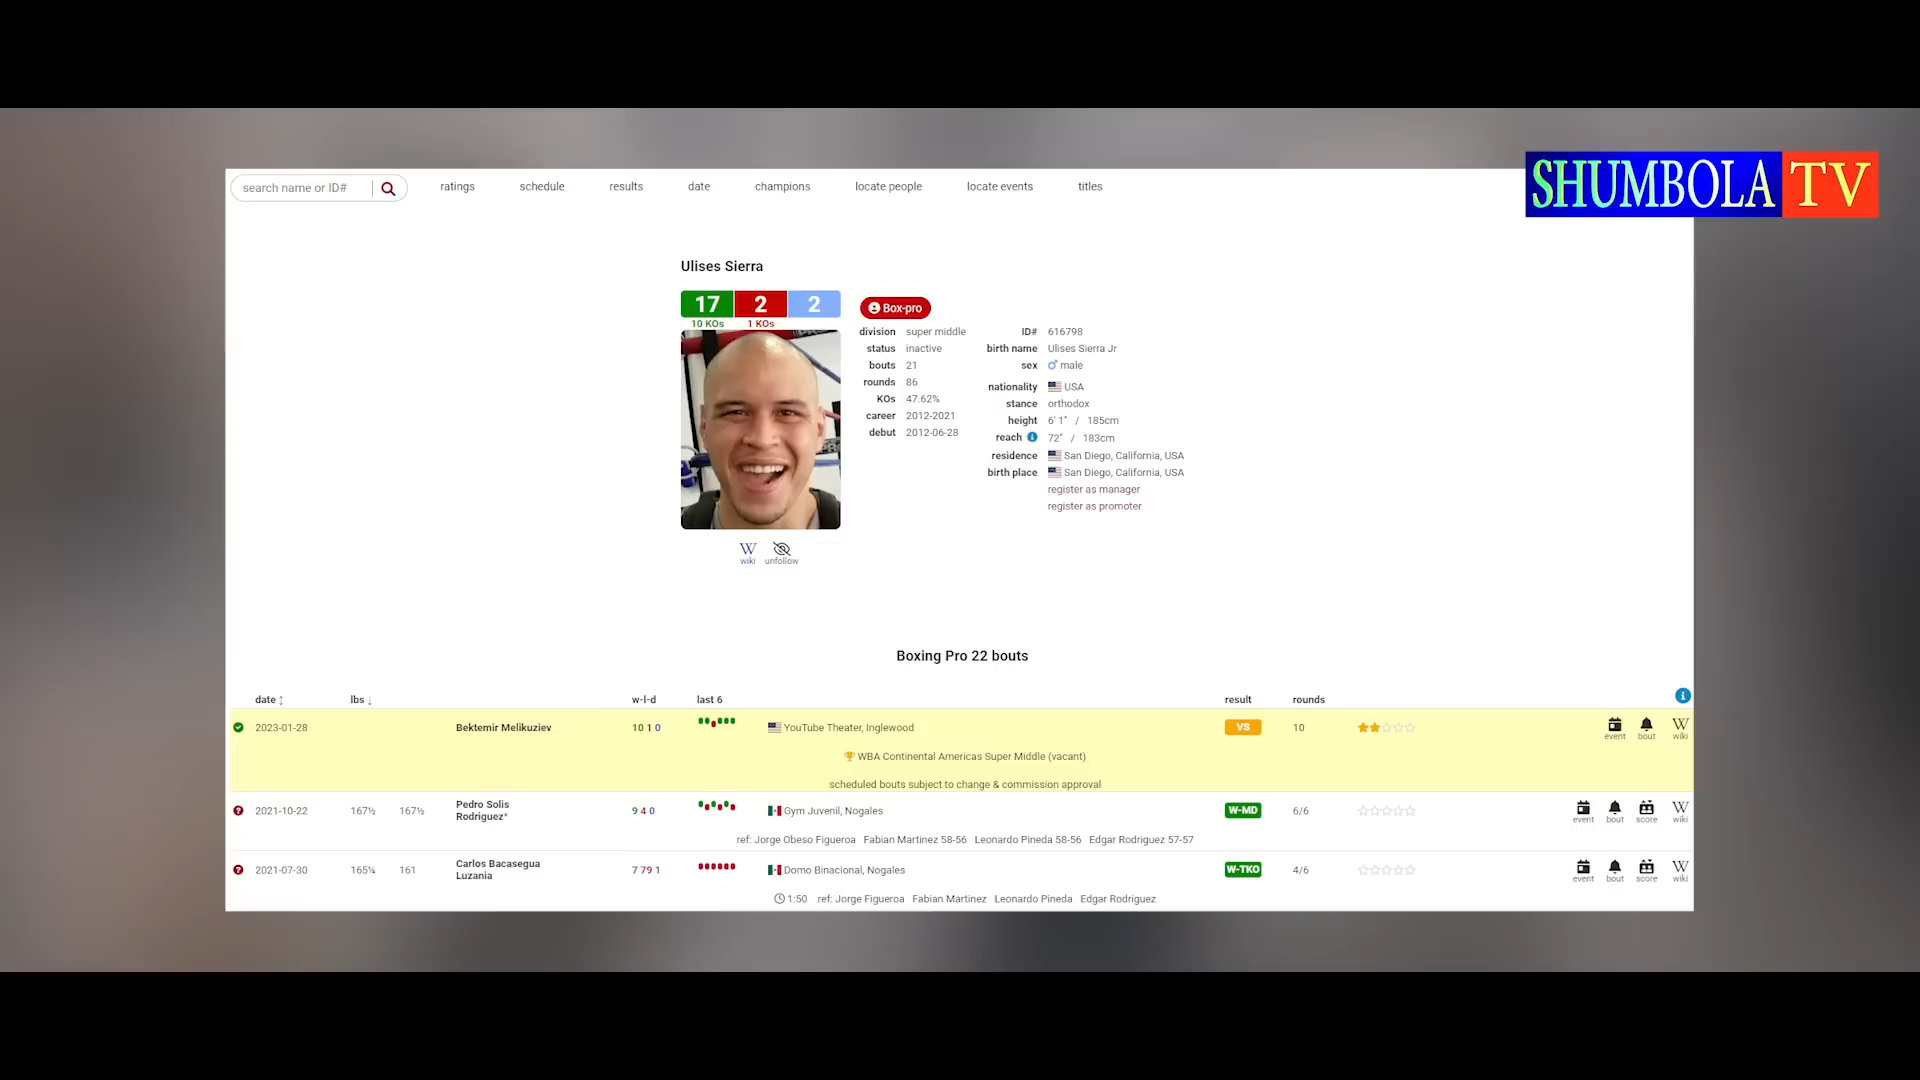 SHUMBOLA TV
search name or ID# ratings schedule results date champions locate people locate events titles
Ulises Sierra
17 2 2
10 KOs 1 KOs
Box-pro
division super middle
status inactive
bouts 21
rounds 86
KOs 47.62%
career 2012-2021
debut 2012-06-28
ID# 616798
birth name Ulises Sierra Jr
sex male
nationality USA
stance orthodox
height 6' 1" / 185cm
reach 72" / 183cm
residence San Diego, California, USA
birth place San Diego, California, USA
register as manager
register as promoter
W
wiki unfollow
Boxing Pro 22 bouts
date lbs w-l-d last 6 result rounds
2023-01-28 Bektemir Melikuziev 10 1 0 YouTube Theater, Inglewood VS 10 W
event bout wiki
WBA Continental Americas Super Middle (vacant)
scheduled bouts subject to change & commission approval
2021-10-22 167½ 167½ Pedro Solis Rodriguez* 9 4 0 Gym Juvenil, Nogales W-MD 6/6 W
event bout score wiki
ref: Jorge Obeso Figueroa Fabian Martinez 58-56 Leonardo Pineda 58-56 Edgar Rodriguez 57-57
2021-07-30 165¼ 161 Carlos Bacasegua Luzania 7 79 1 Domo Binacional, Nogales W-TKO 4/6 W
event bout score wiki
1:50 ref: Jorge Figueroa Fabian Martinez Leonardo Pineda Edgar Rodriguez